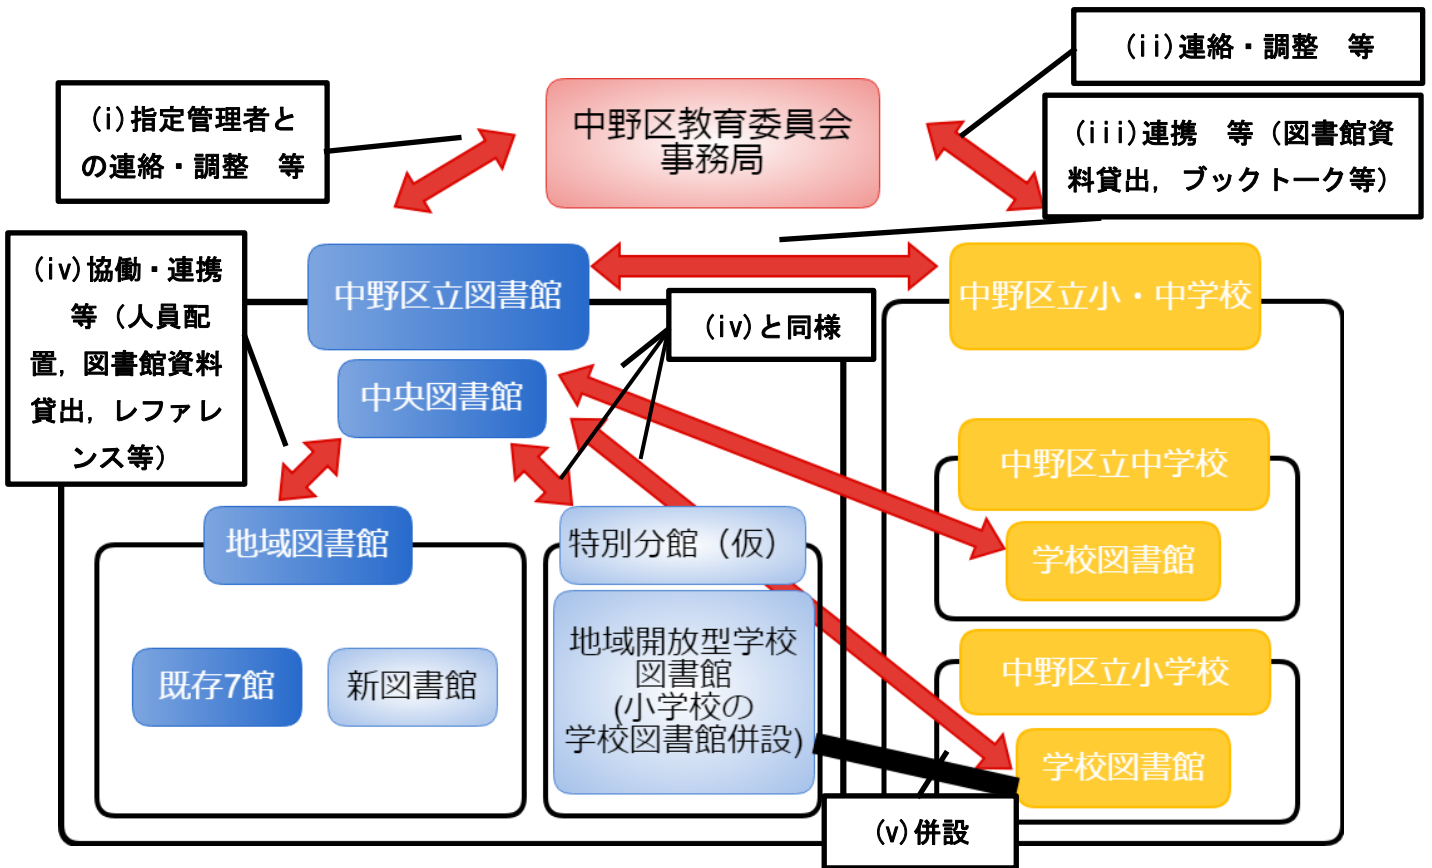 (ii)連絡・調整　等
(i)指定管理者と
の連絡・調整　等
中野区教育委員会
事務局
(iii)連携　等（図書館資
料貸出，ブックトーク等）
(iv)協働・連携
等（人員配
置，図書館資料
貸出，レファレ
ンス等）
中野区立図書館
中野区立小・中学校
(iv)と同様
中央図書館
中野区立中学校
学校図書館
地域図書館
特別分館（仮）
既存7館
新図書館
地域開放型学校
図書館
(小学校の
学校図書館併設)
中野区立小学校
学校図書館
(v)併設